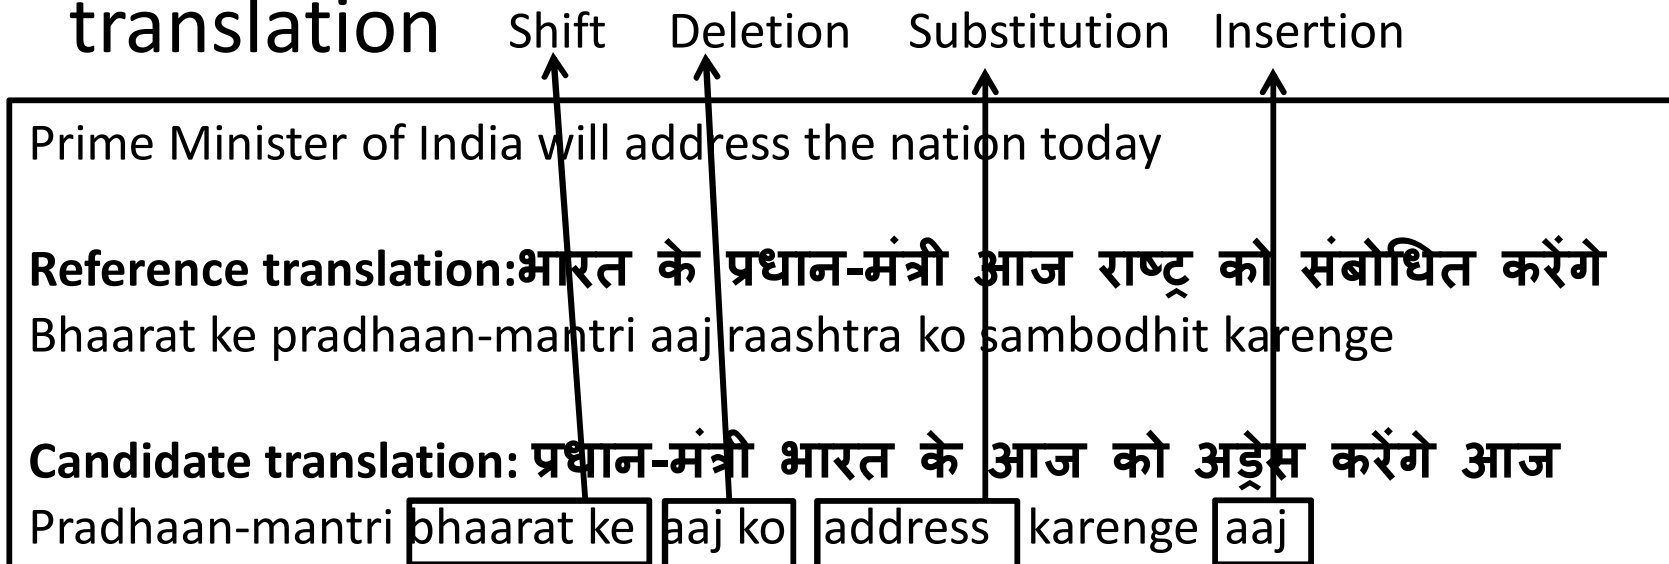 translation Shift Deletion Substitution Insertion
Prime Minister of India will address the nation today
Reference translation:भारत के प्रधान-मंत्री आज राष्ट्र को संबोधित करेंगे
Bhaarat ke pradhaan-mantri aaj raashtra ko sambodhit karenge
Candidate translation: प्रधान-मंत्री भारत के आज को अड्रेस करेंगे आज
Pradhaan-mantri bhaarat ke aaj ko address karenge aaj